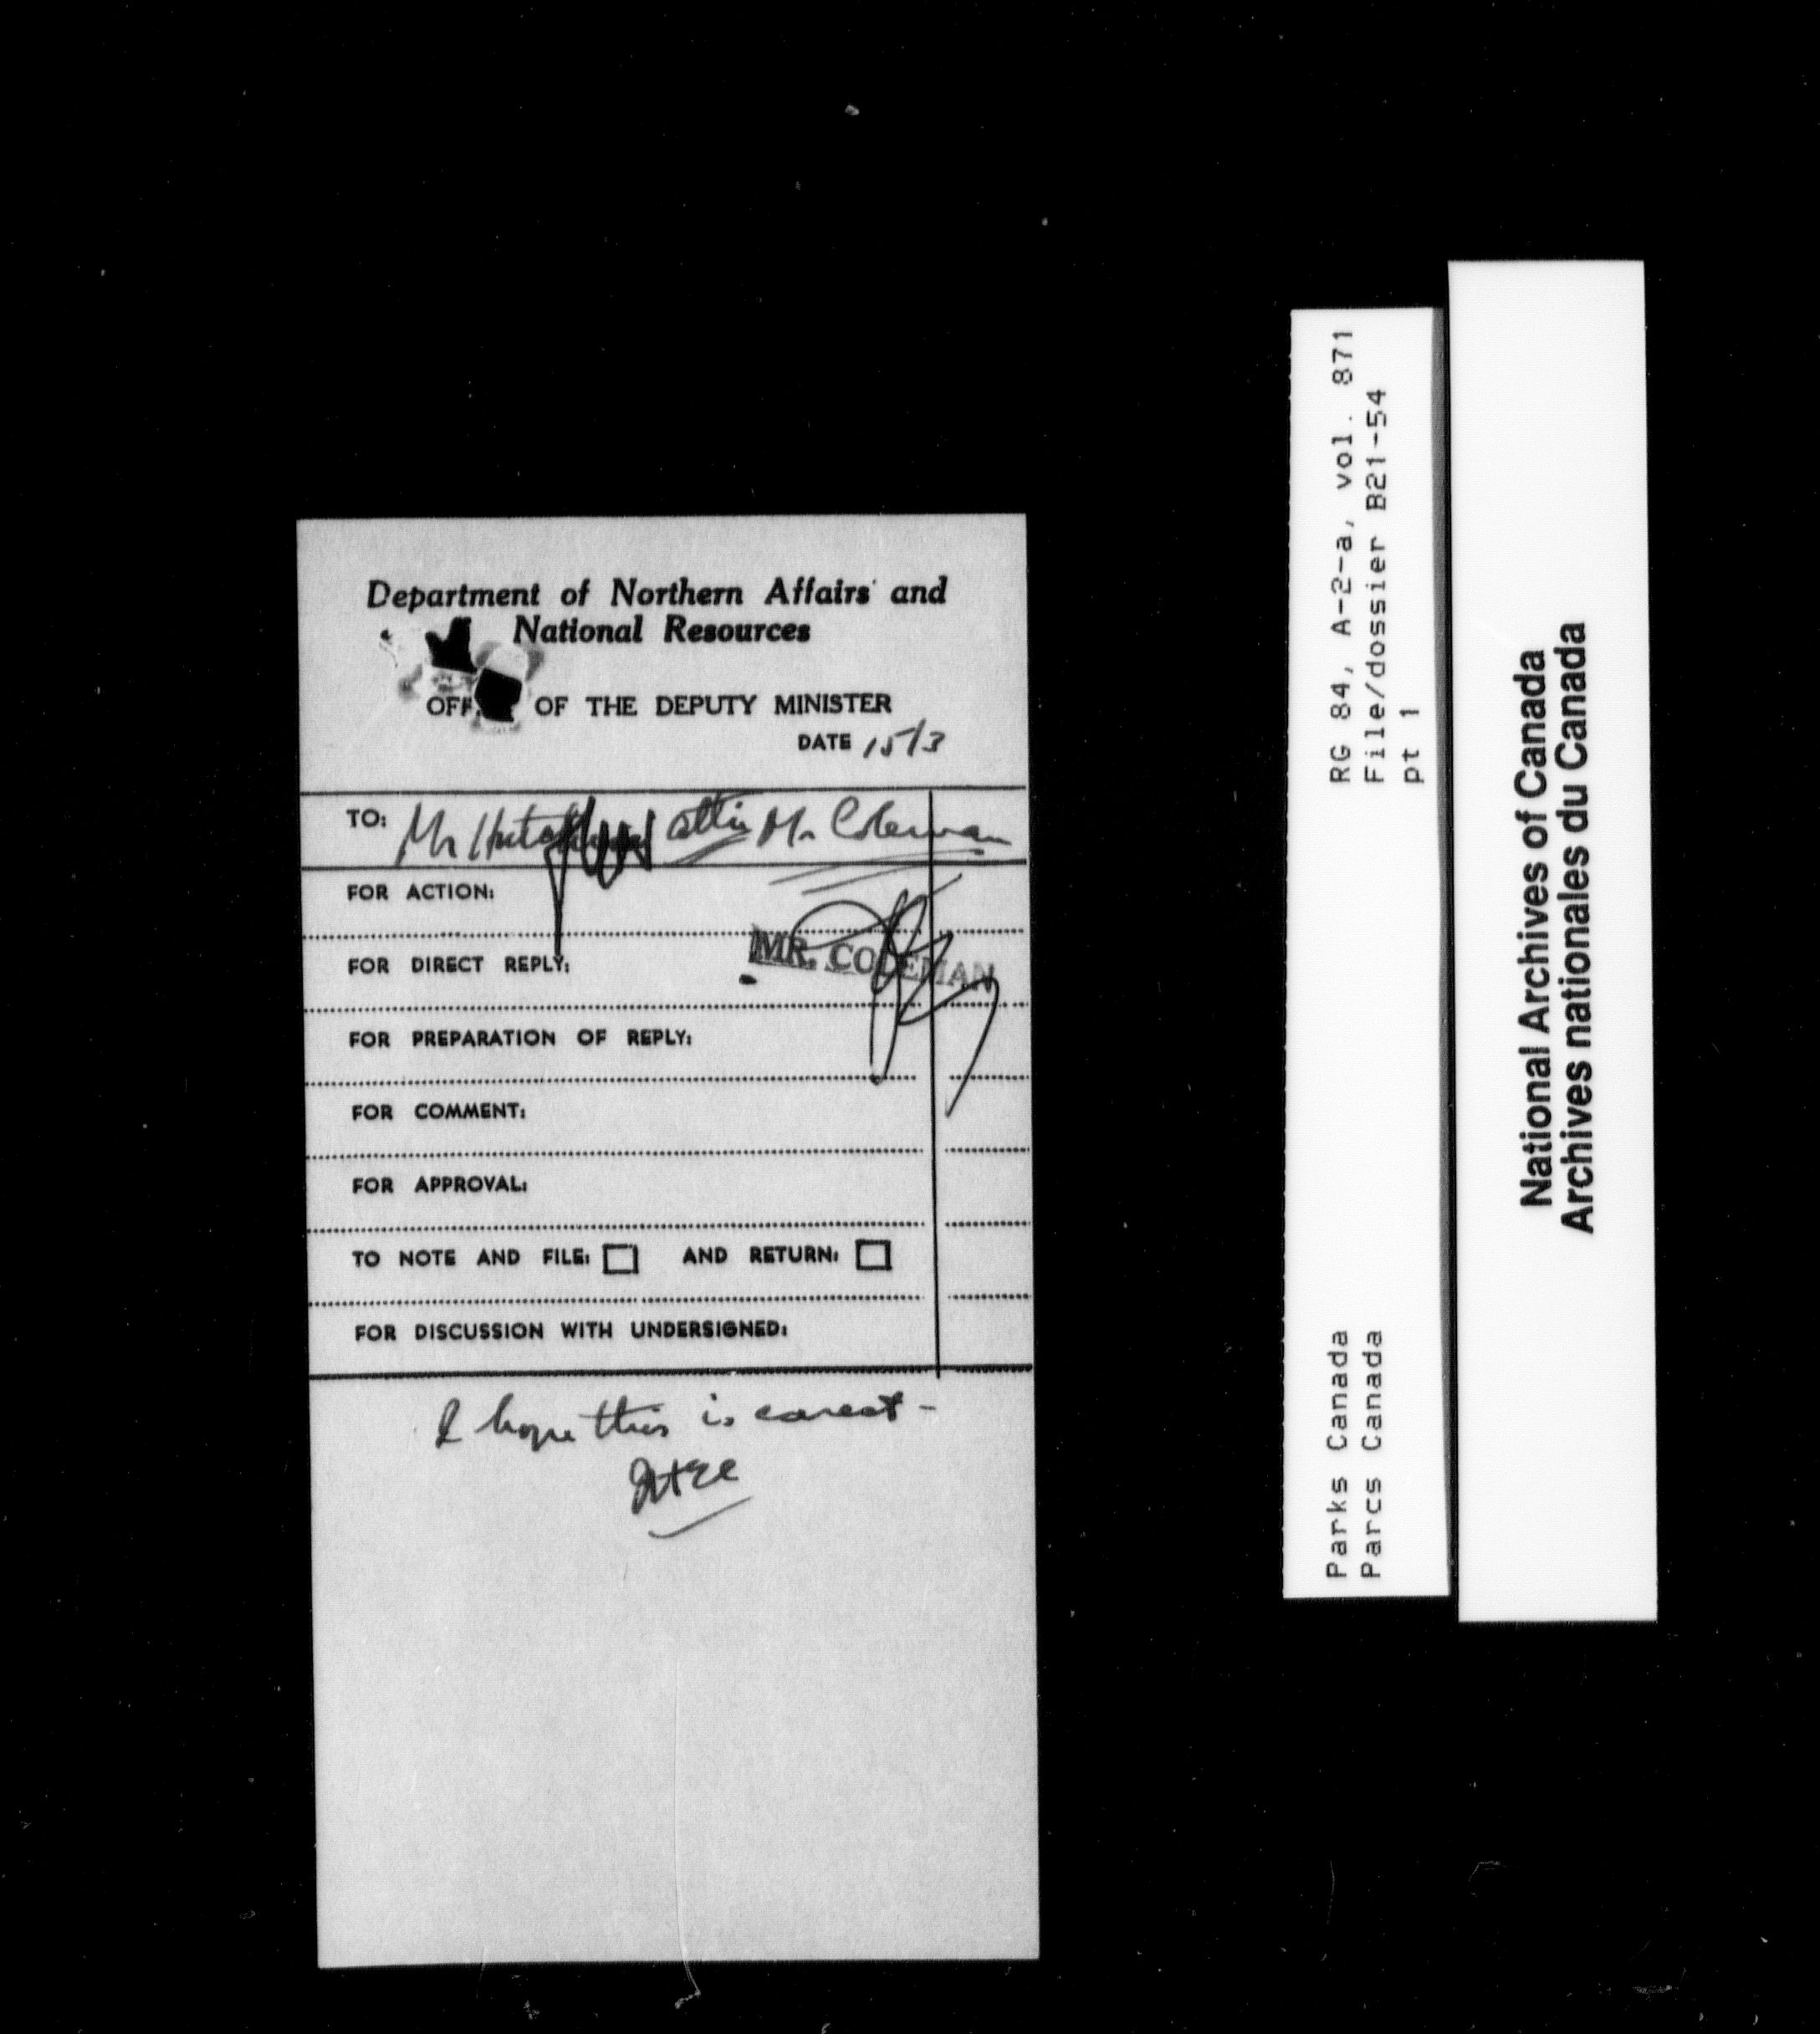 Department of Northern Affairs and
National Resources
OF THE DEPUTY MINISTER
DATE 15/3
TO: Mr attn Mr. Coleman
FOR ACTION:
MR. COLEMAN
FOR DIRECT REPLY:
FOR PREPARATION OF REPLY:
FOR COMMENT:
FOR APPROVAL:
TO NOTE AND FILE: AND RETURN:
FOR DISCUSSION WITH UNDERSIGNED:
I hope this is correct -
RG 84, A-2-a, vol. 871
File/dossier B21-54
pt 1
Parks Canada
Parcs Canada
National Archives of Canada
Archives nationales du Canada